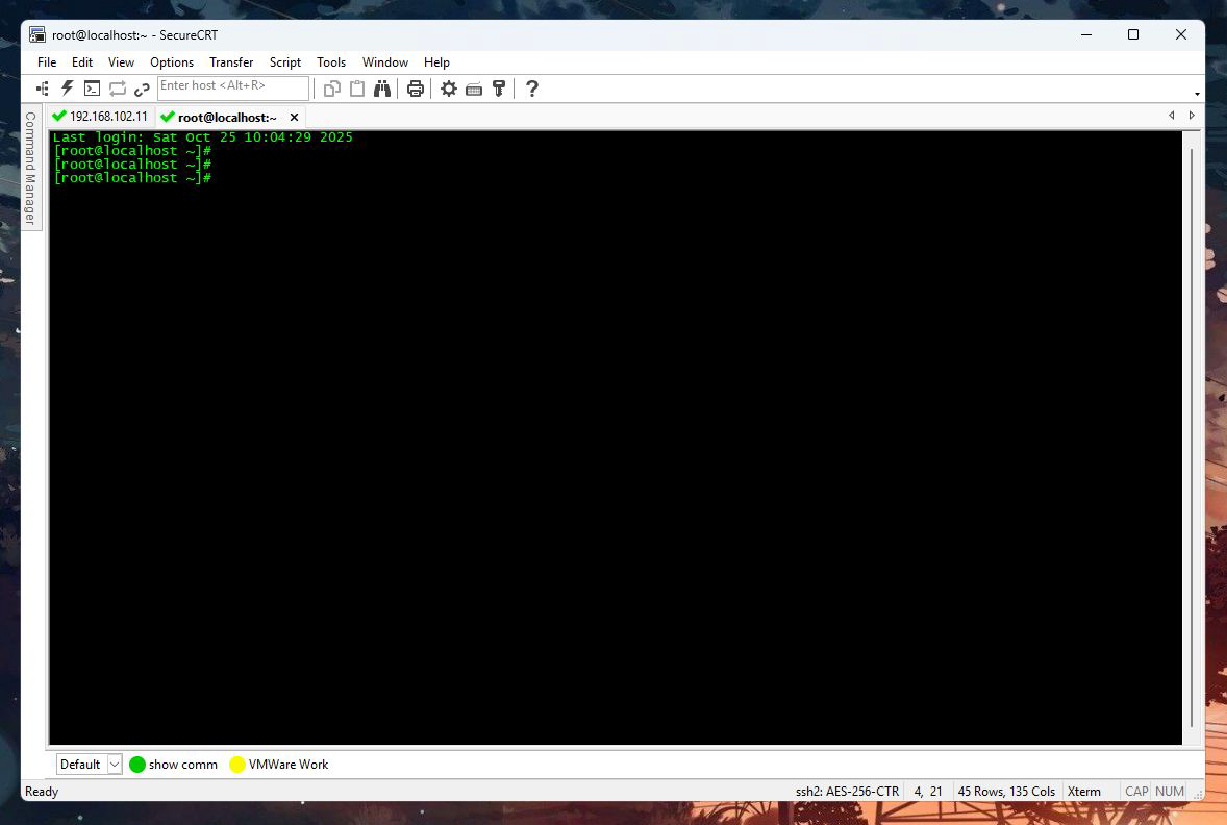 root@localhost:~ - SecureCRT
File Edit View Options Transfer Script Tools Window Help
Enter host <Alt+R>
192.168.102.11 root@localhost:~
Command Manager
Last login: Sat Oct 25 10:04:29 2025
[root@localhost ~]#
[root@localhost ~]#
[root@localhost ~]#
Default show comm VMWare Work
Ready ssh2: AES-256-CTR 4, 21 45 Rows, 135 Cols Xterm CAP NUM